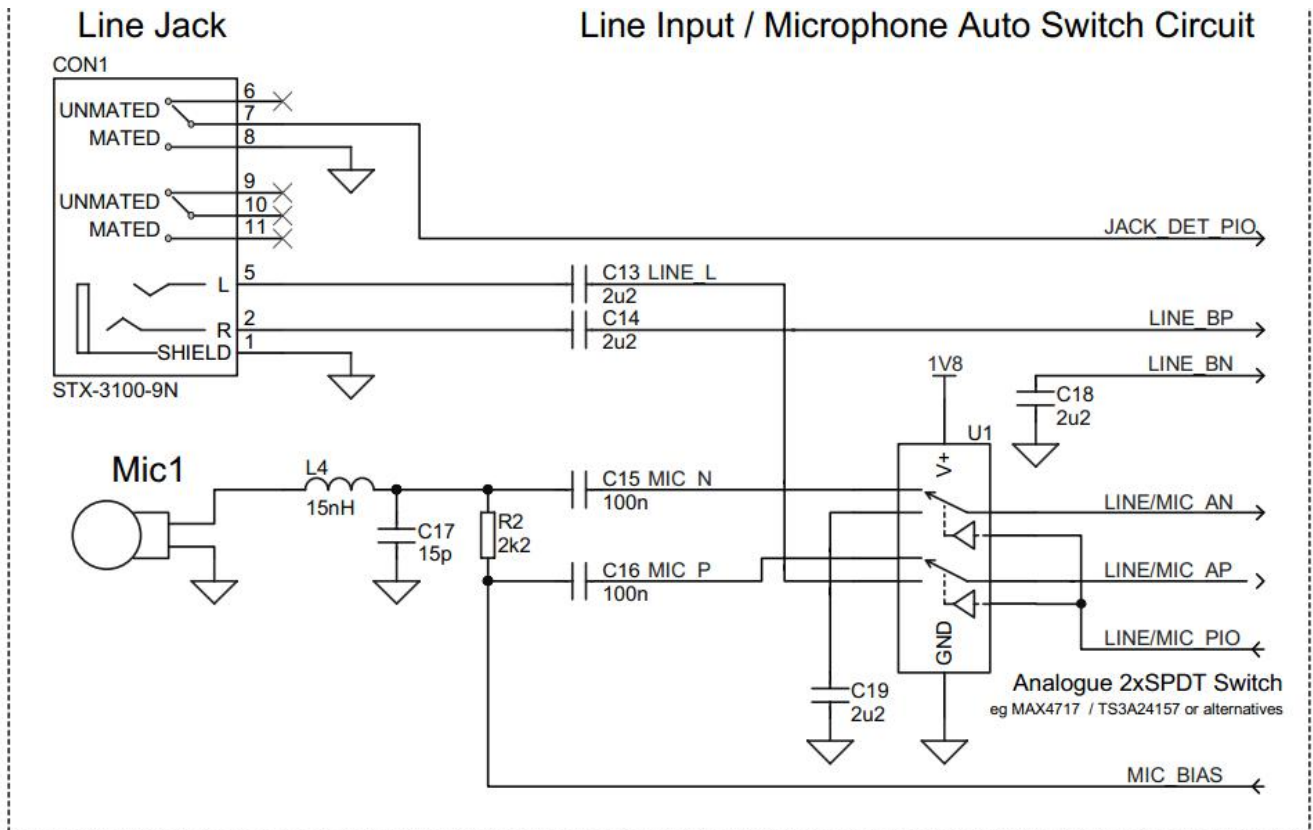 Line Jack
Line Input / Microphone Auto Switch Circuit
CON1
UNMATED
MATED
6
7
8
UNMATED
MATED
9
10
11
JACK_DET_PIO
L
5
C13 LINE_L
2u2
R
2
C14
2u2
LINE_BP
SHIELD
1
STX-3100-9N
1V8
LINE_BN
C18
2u2
U1
V+
Mic1
L4
15nH
C17
15p
R2
2k2
C15 MIC_N
100n
LINE/MIC_AN
C16 MIC_P
100n
LINE/MIC_AP
GND
LINE/MIC_PIO
C19
2u2
Analogue 2xSPDT Switch
eg MAX4717 / TS3A24157 or alternatives
MIC_BIAS